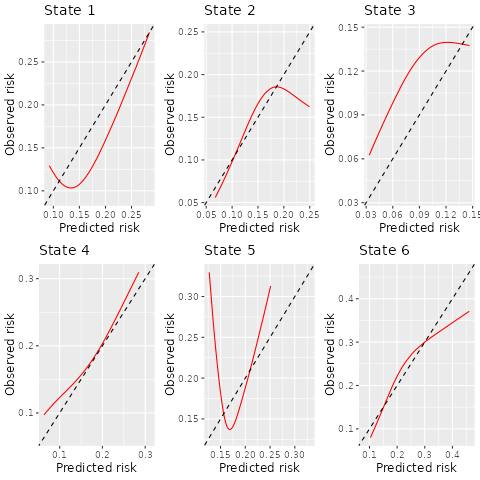 State 1 State 2 State 3
Observed risk
0.25
0.20
0.15
0.10
0.10 0.15 0.20 0.25
Predicted risk
Observed risk
0.25
0.20
0.15
0.10
0.05
0.05 0.10 0.15 0.20 0.25
Predicted risk
Observed risk
0.15
0.12
0.09
0.06
0.03
0.03 0.06 0.09 0.12 0.15
Predicted risk
State 4 State 5 State 6
Observed risk
0.3
0.2
0.1
0.1 0.2 0.3
Predicted risk
Observed risk
0.30
0.25
0.20
0.15
0.15 0.20 0.25 0.30
Predicted risk
Observed risk
0.4
0.3
0.2
0.1
0.1 0.2 0.3 0.4
Predicted risk